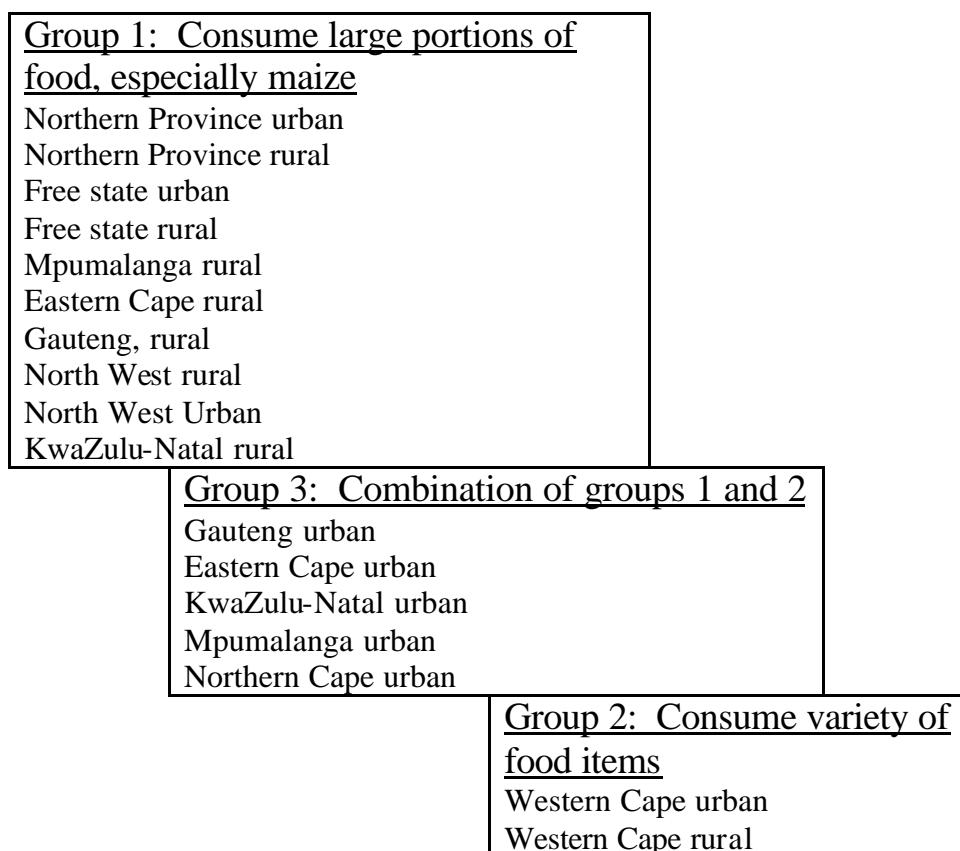 Group 1:  Consume large portions of
food, especially maize
Northern Province urban
Northern Province rural
Free state urban
Free state rural
Mpumalanga rural
Eastern Cape rural
Gauteng, rural
North West rural
North West Urban
KwaZulu-Natal rural
Group 3:  Combination of groups 1 and 2
Gauteng urban
Eastern Cape urban
KwaZulu-Natal urban
Mpumalanga urban
Northern Cape urban
Group 2:  Consume variety of
food items
Western Cape urban
Western Cape rural